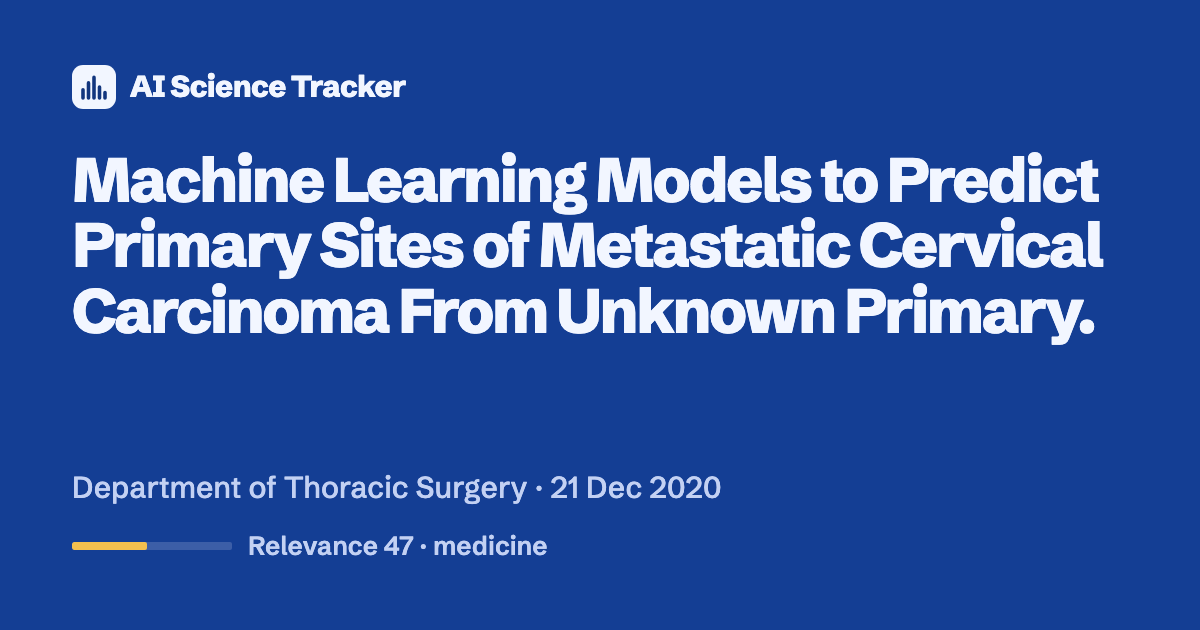 AI Science Tracker
Machine Learning Models to Predict
Primary Sites of Metastatic Cervical
Carcinoma From Unknown Primary.
Department of Thoracic Surgery · 21 Dec 2020
Relevance 47 · medicine